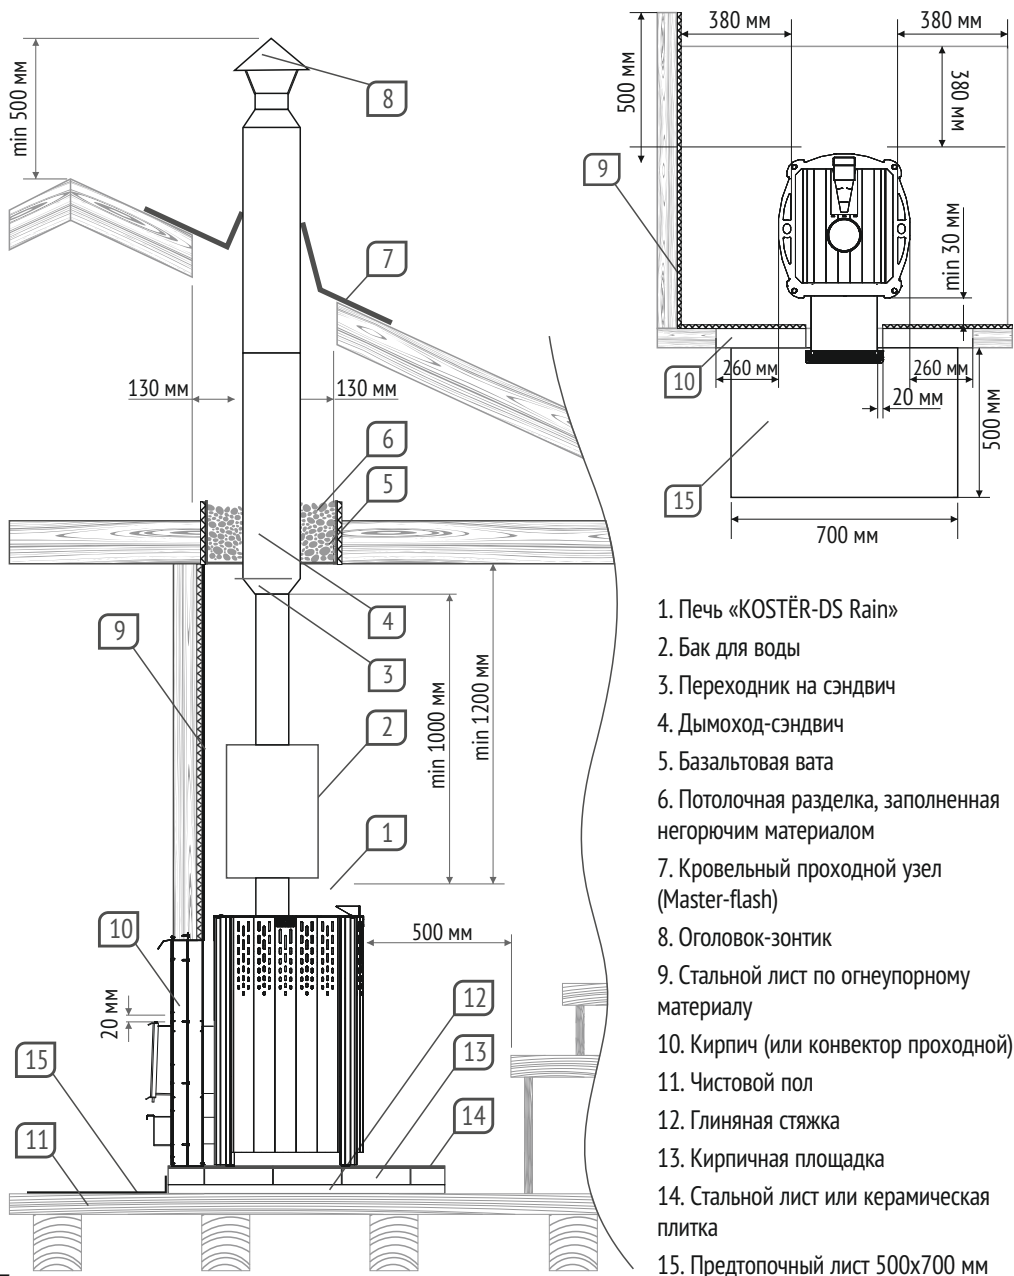 min 500 мм
8
7
130 мм
130 мм
6
5
4
9
3
2
min 1000 мм
min 1200 мм
1
10
500 мм
20 мм
12
13
15
14
11
380 мм
380 мм
500 мм
380 мм
9
min 30 мм
10
260 мм
260 мм
20 мм
500 мм
15
700 мм
1. Печь «KOSTЁR-DS Rain»
2. Бак для воды
3. Переходник на сэндвич
4. Дымоход-сэндвич
5. Базальтовая вата
6. Потолочная разделка, заполненная
негорючим материалом
7. Кровельный проходной узел
(Master-flash)
8. Оголовок-зонтик
9. Стальной лист по огнеупорному
материалу
10. Кирпич (или конвектор проходной)
11. Чистовой пол
12. Глиняная стяжка
13. Кирпичная площадка
14. Стальной лист или керамическая
плитка
15. Предтопочный лист 500х700 мм